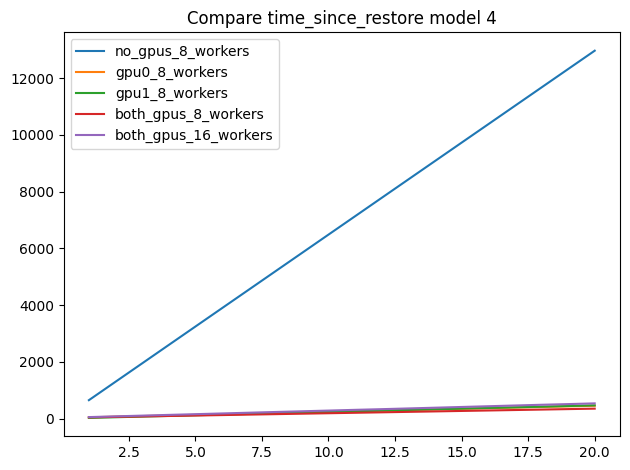 Compare time_since_restore model 4
no_gpus_8_workers
gpu0_8_workers
gpu1_8_workers
both_gpus_8_workers
both_gpus_16_workers
12000
10000
8000
6000
4000
2000
0
2.5 5.0 7.5 10.0 12.5 15.0 17.5 20.0